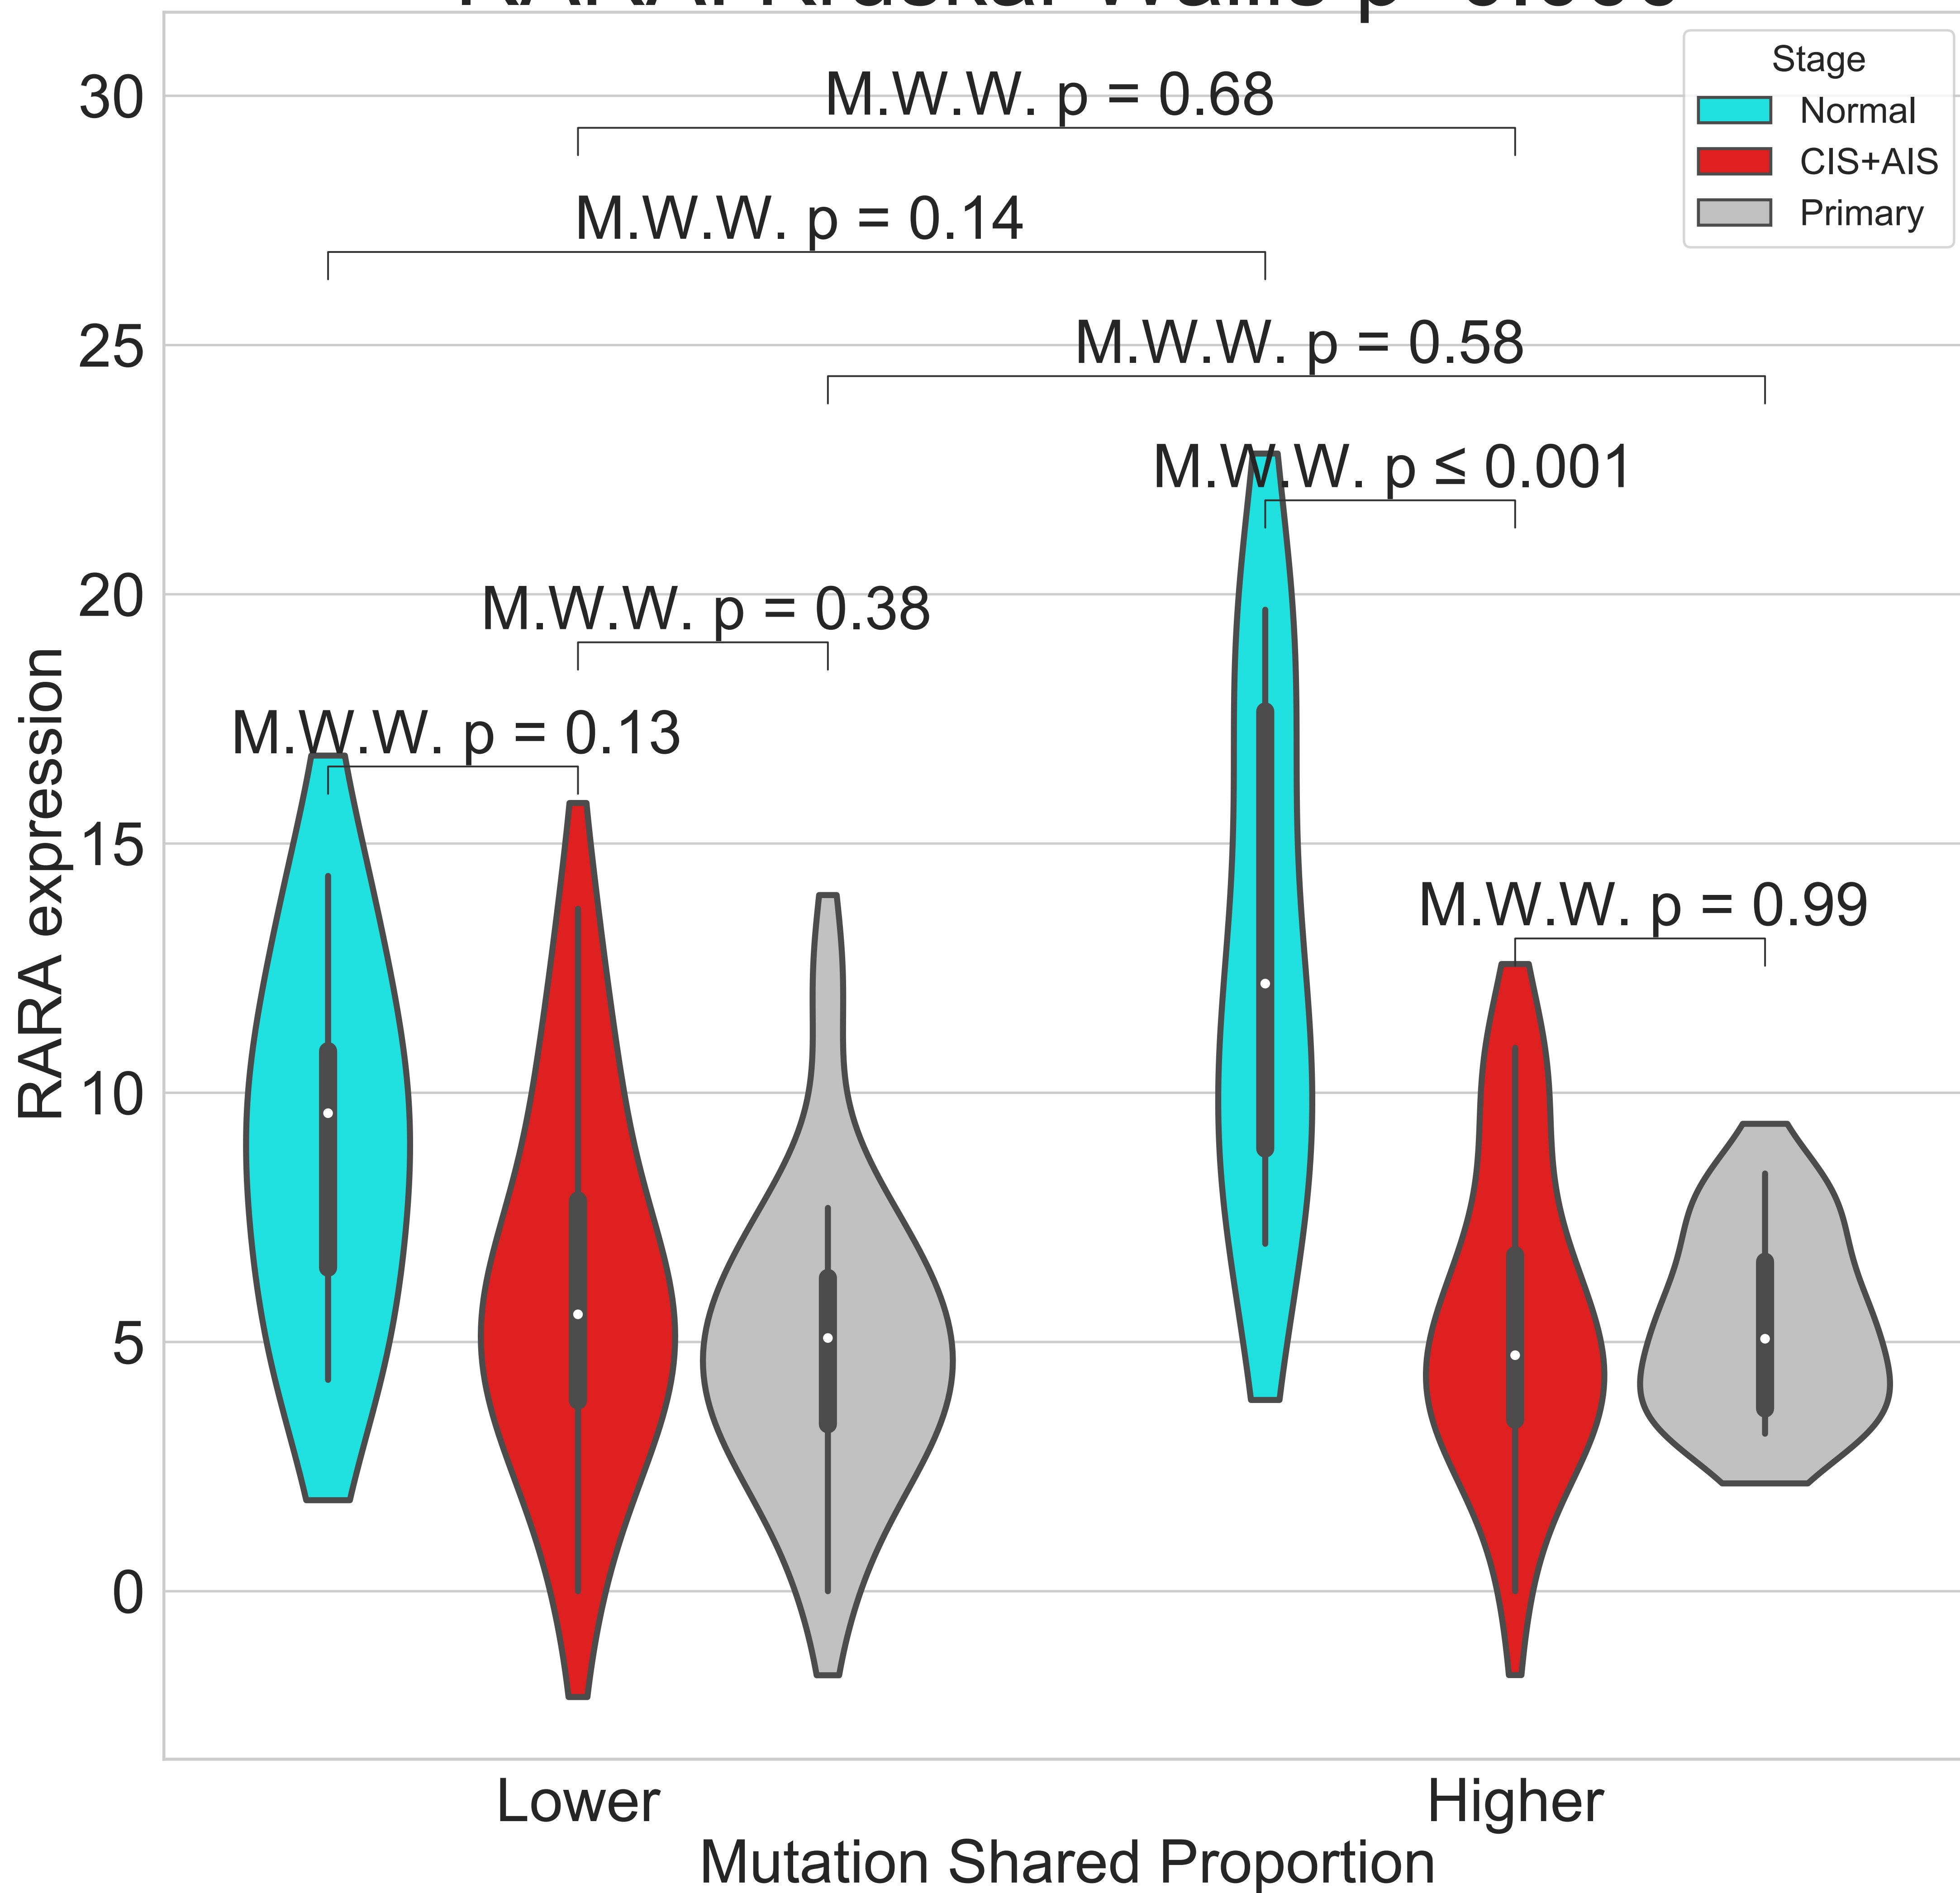 Stage
Normal
CIS+AIS
Primary
M.W.W. p = 0.68
M.W.W. p = 0.14
M.W.W. p = 0.58
M.W.W. p ≤ 0.001
M.W.W. p = 0.38
M.W.W. p = 0.13
M.W.W. p = 0.99
30
25
20
15
10
5
0
RARA expression
Lower
Higher
Mutation Shared Proportion